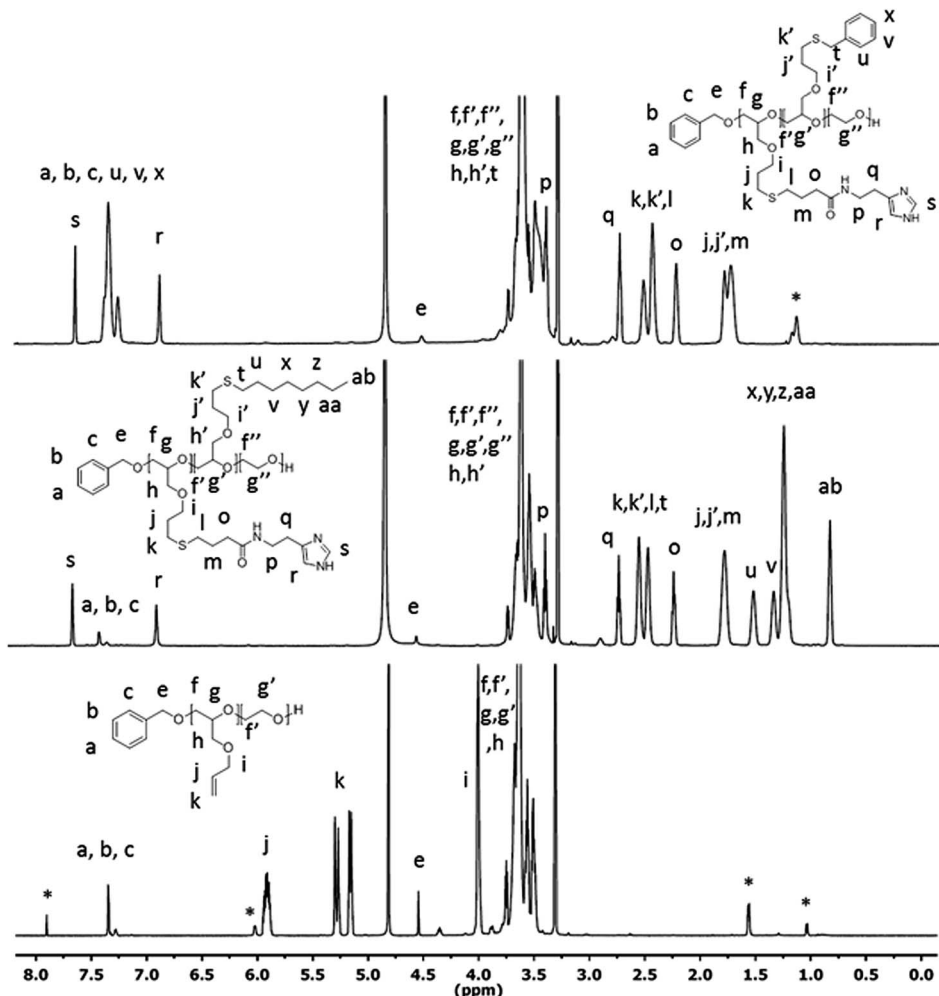 k’
S
x
v
j’
t
u
i’
O
b
c
e
f
g
f’’
O
O
O
O
H
a
h
f’
g’
g’’
O
i
j
k
S
l
o
m
O
H
N
p
q
r
N
NH
s
a, b, c, u, v, x
s
r
e
f,f’,f’’,
g,g’,g’’
h,h’,t
p
q
k,k’,l
o
j,j’,m
*
k’
S
u
x
z
ab
t
v
y
aa
j’
i’
O
h’
b
c
e
f
g
f’’
O
O
O
O
H
a
h
f’
g’
g’’
O
i
j
k
S
l
o
m
O
H
N
p
q
r
N
NH
s
s
a, b, c
r
e
f,f’,f’’,
g,g’,g’’
h,h’
p
q
k,k’,l,t
o
j,j’,m
u
v
x,y,z,aa
ab
b
c
e
f
g
g’
O
O
O
H
a
h
f’
O
j
i
k
*
a, b, c
*
j
k
e
i
f,f’,
g,g’
,h
*
*
8.0 7.5 7.0 6.5 6.0 5.5 5.0 4.5 4.0 3.5 3.0 2.5 2.0 1.5 1.0 0.5 0.0
(ppm)